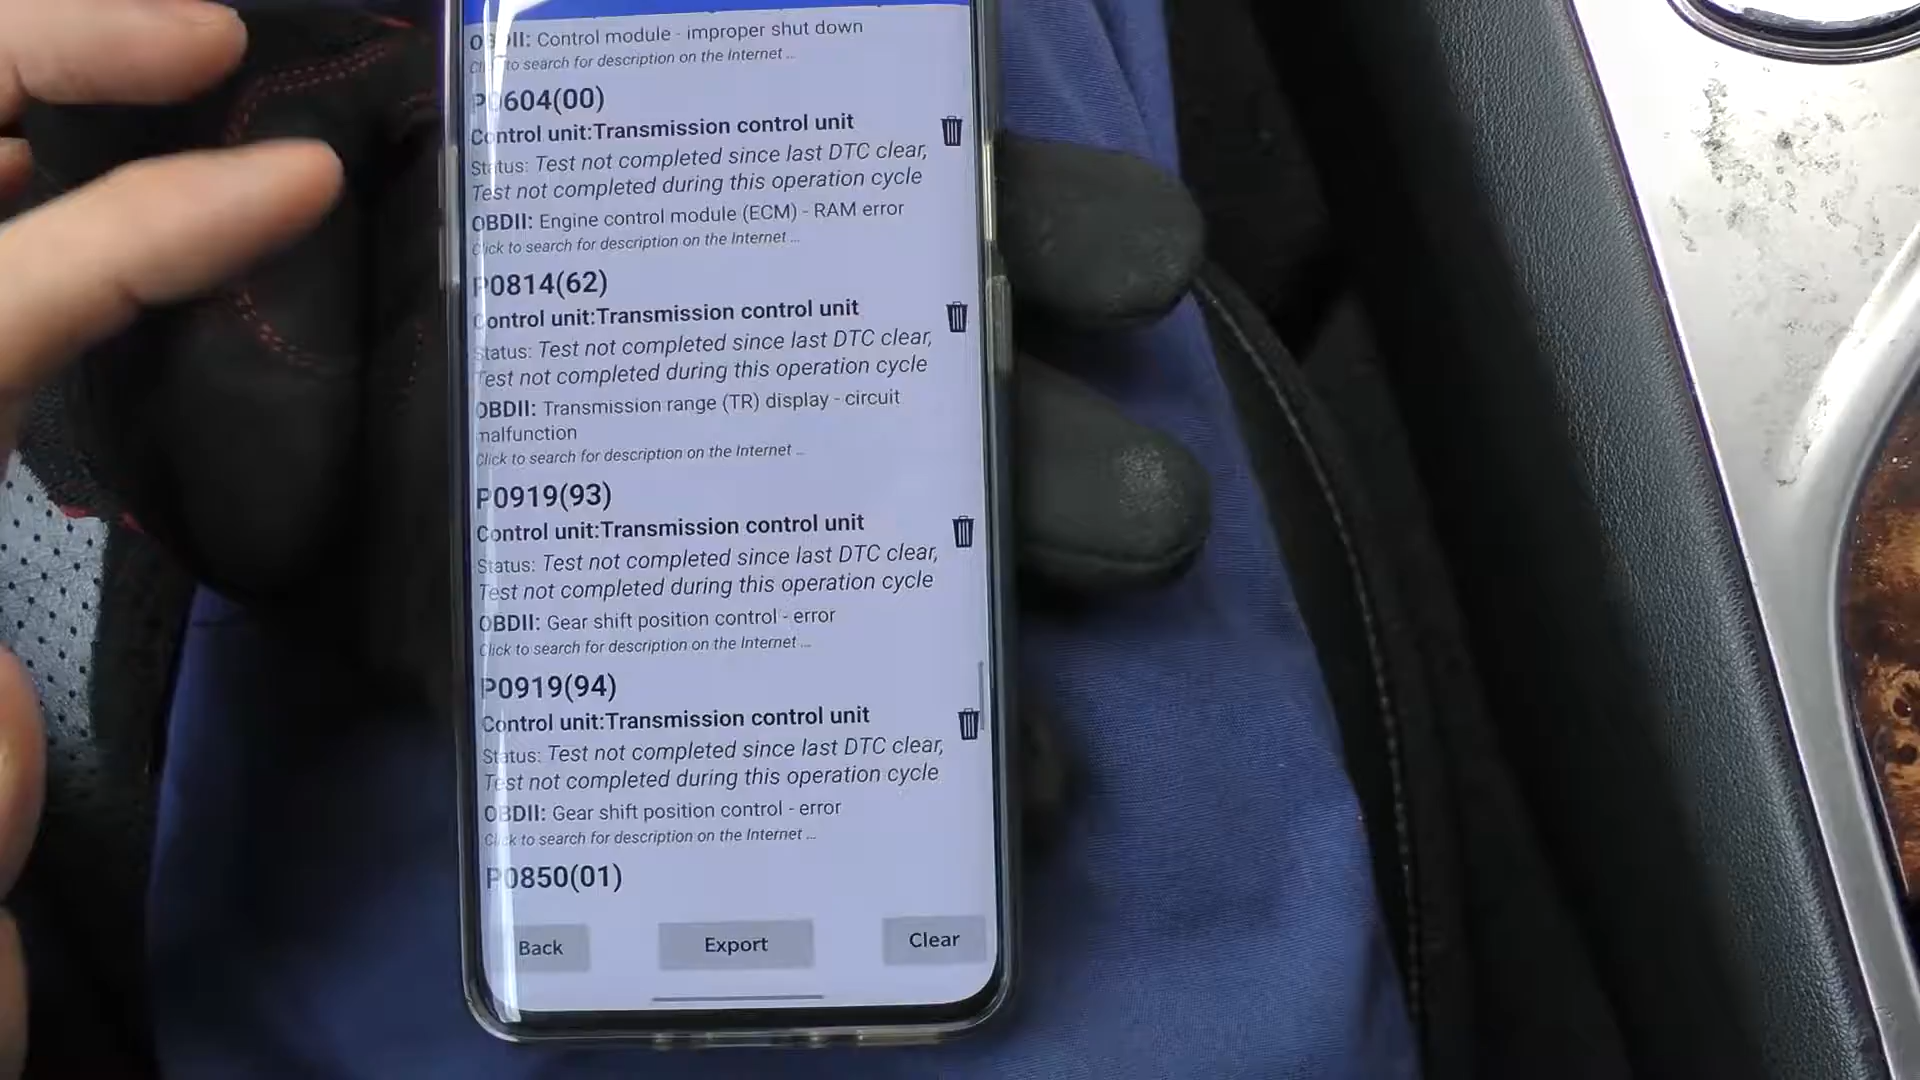 OBDII: Control module - improper shut down
Click to search for description on the Internet ...
P0604(00)
Control unit:Transmission control unit
Status: Test not completed since last DTC clear,
Test not completed during this operation cycle
OBDII: Engine control module (ECM) - RAM error
Click to search for description on the Internet ...
P0814(62)
Control unit:Transmission control unit
Status: Test not completed since last DTC clear,
Test not completed during this operation cycle
OBDII: Transmission range (TR) display - circuit
malfunction
Click to search for description on the Internet ...
P0919(93)
Control unit:Transmission control unit
Status: Test not completed since last DTC clear,
Test not completed during this operation cycle
OBDII: Gear shift position control - error
Click to search for description on the Internet ...
P0919(94)
Control unit:Transmission control unit
Status: Test not completed since last DTC clear,
Test not completed during this operation cycle
OBDII: Gear shift position control - error
Click to search for description on the Internet ...
P0850(01)
Back
Export
Clear